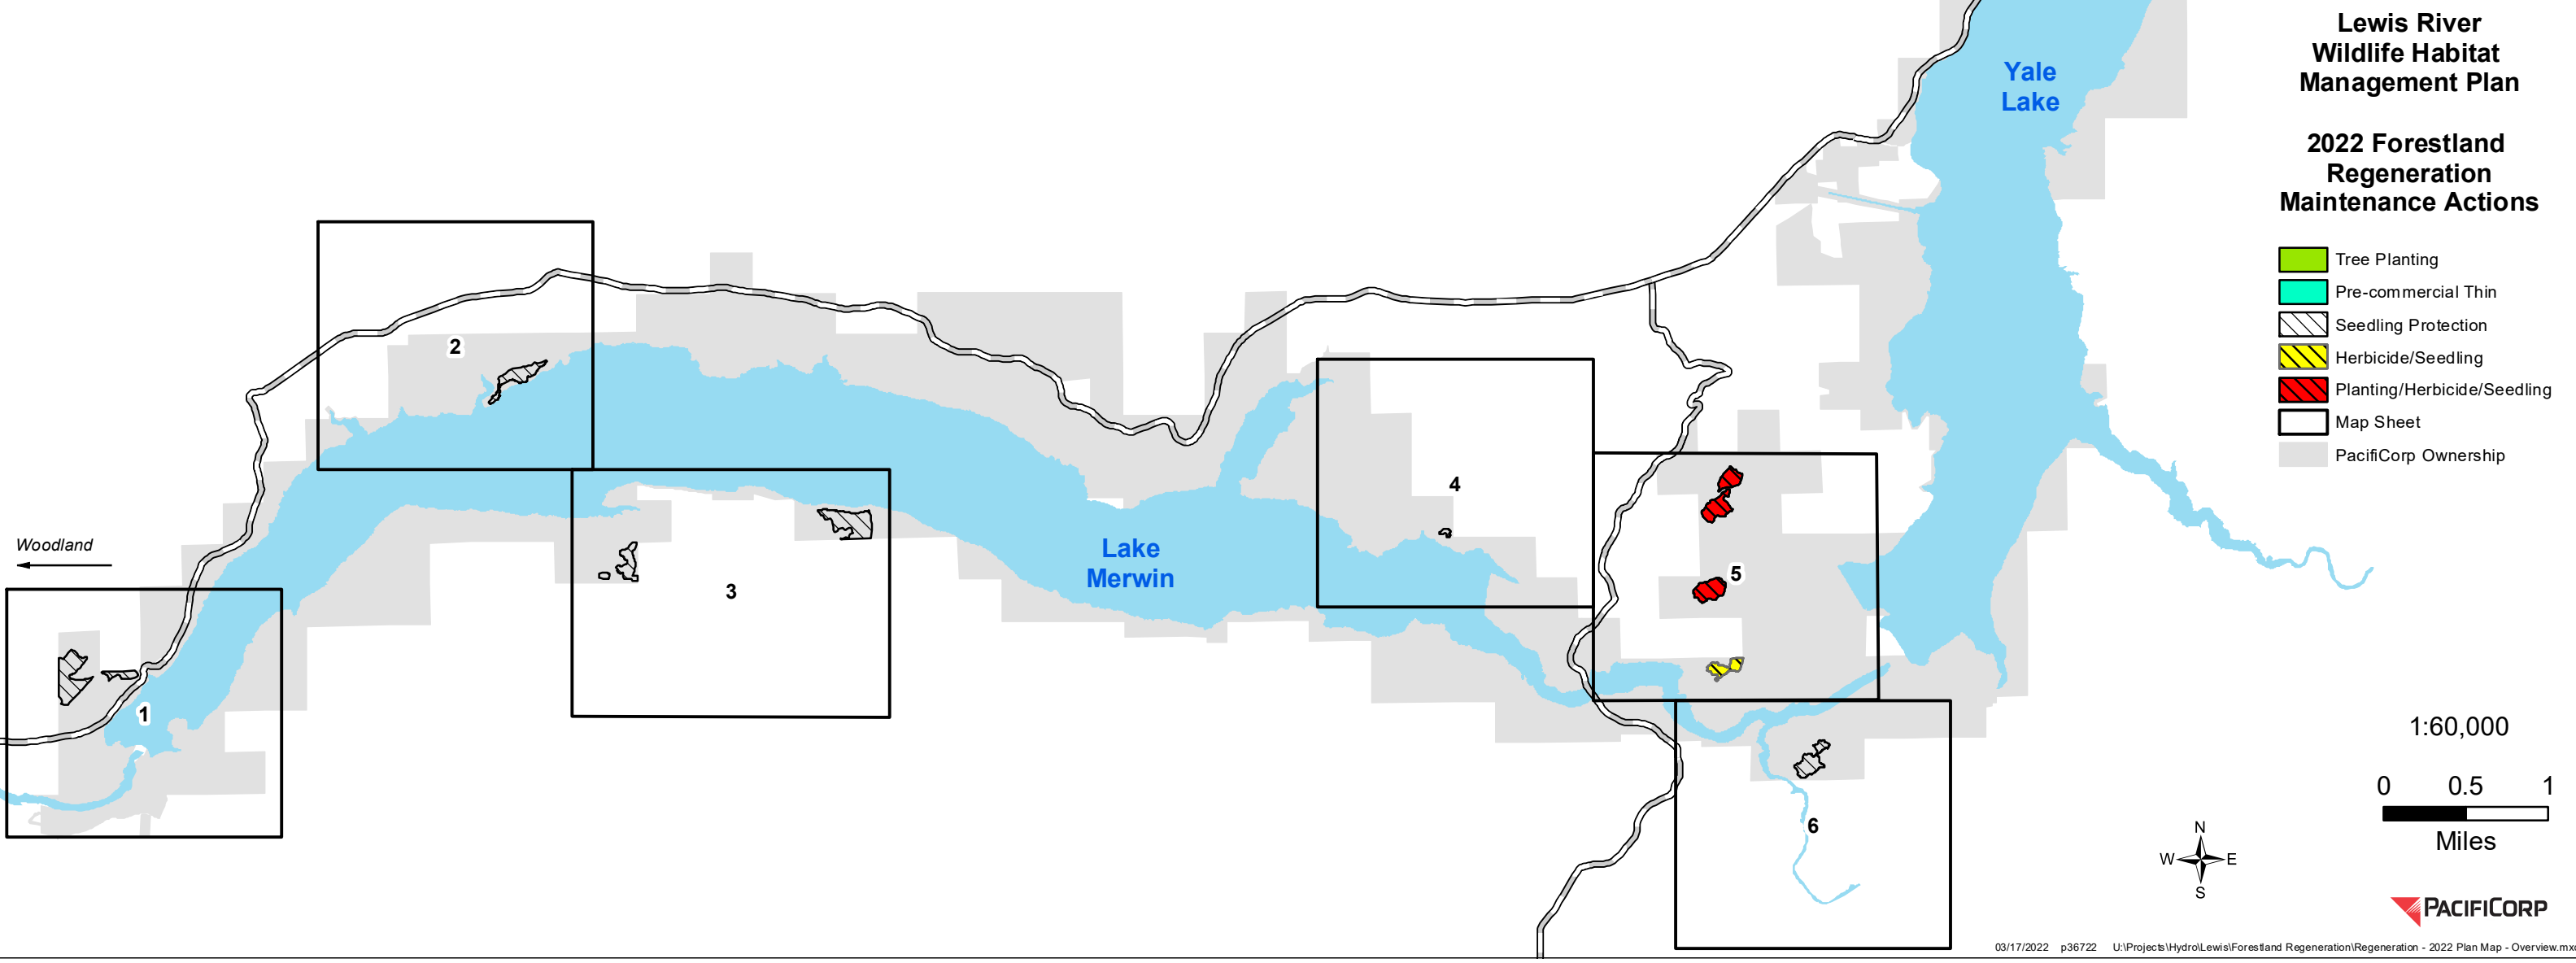 Lewis River
Wildlife Habitat
Management Plan
2022 Forestland
Regeneration
Maintenance Actions
Tree Planting
Pre-commercial Thin
Seedling Protection
Herbicide/Seedling
Planting/Herbicide/Seedling
Map Sheet
PacifiCorp Ownership
Yale
Lake
2
4
Woodland
Lake
Merwin
5
3
1
6
1:60,000
0 0.5 1
Miles
N
W E
S
PACIFICORP
03/17/2022 p36722 U:\Projects\Hydro\Lewis\Forestland Regeneration\Regeneration - 2022 Plan Map - Overview.mx